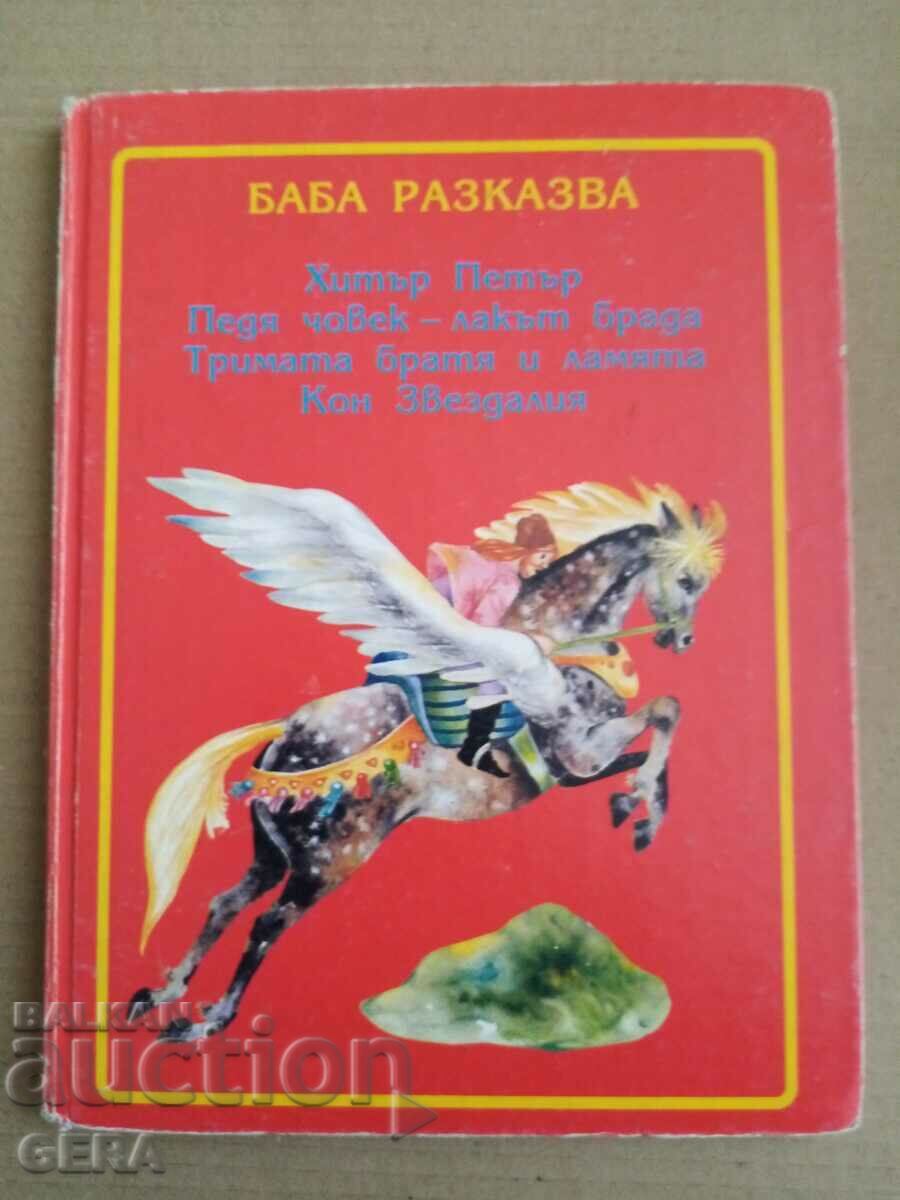 БАБА РАЗКАЗВА
Хитър Петър
Педя човек – лакът брада
Тримата братя и ламята
Кон Звездалия
BALKAN
auction
GERA